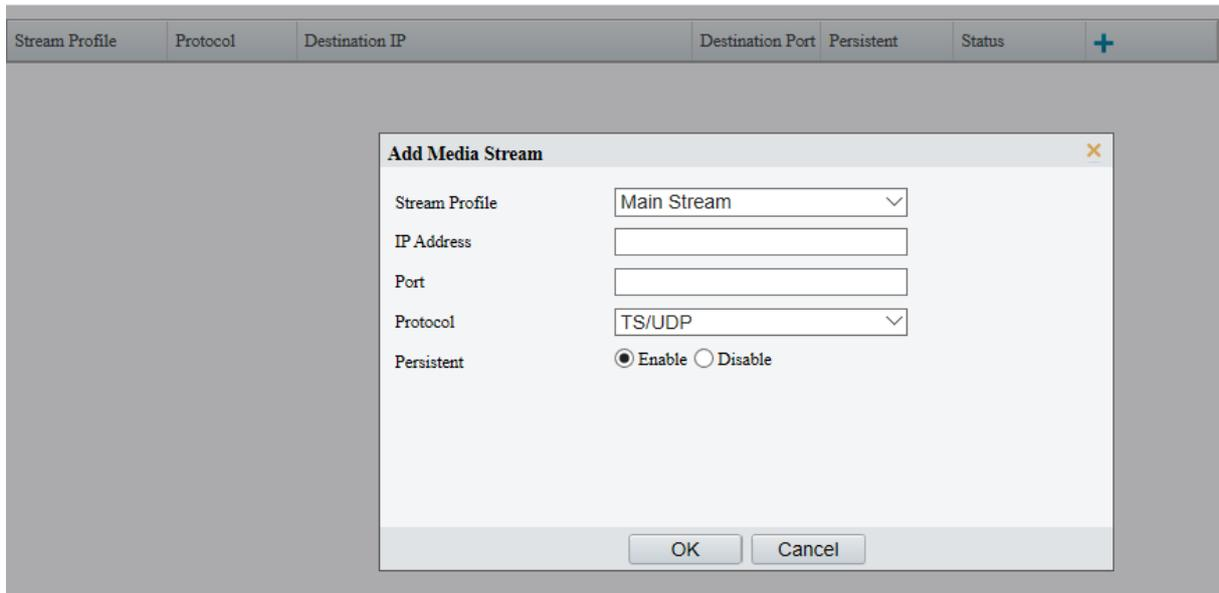 Stream Profile Protocol Destination IP Destination Port Persistent Status
Add Media Stream
Stream Profile Main Stream
IP Address
Port
Protocol TS/UDP
Persistent Enable Disable
OK Cancel